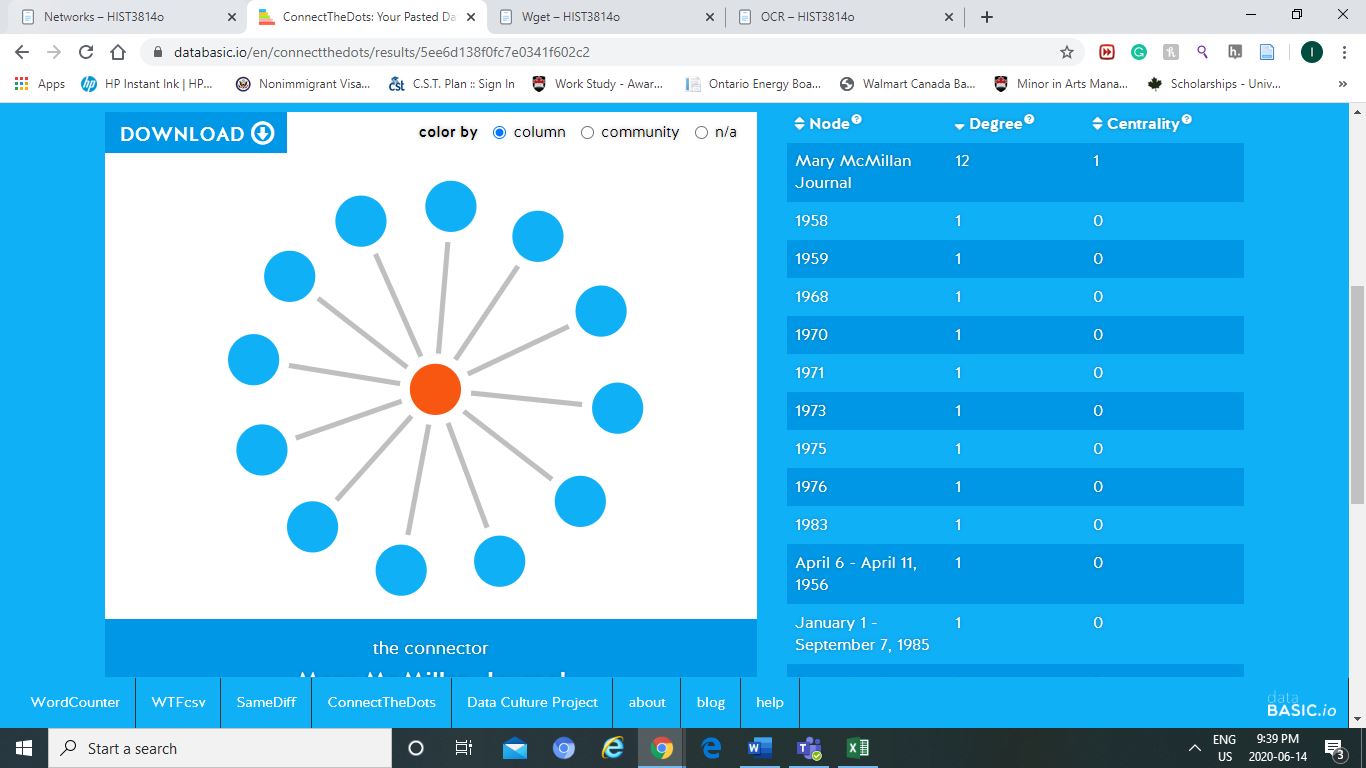 Networks – HIST3814o
ConnectTheDots: Your Pasted Da
Wget – HIST3814o
OCR – HIST3814o
databasic.io/en/connectthedots/results/5ee6d138f0fc7e0341f602c2
Apps
HP Instant Ink | HP...
Nonimmigrant Visa...
C.S.T. Plan :: Sign In
Work Study - Awar...
Ontario Energy Boa...
Walmart Canada Ba...
Minor in Arts Mana...
Scholarships - Univ...
DOWNLOAD
color by column community n/a
Node Degree Centrality
Mary McMillan 12 1
Journal
1958 1 0
1959 1 0
1968 1 0
1970 1 0
1971 1 0
1973 1 0
1975 1 0
1976 1 0
1983 1 0
April 6 - April 11, 1 0
1956
January 1 - 1 0
September 7, 1985
the connector
WordCounter
WTFcsv
SameDiff
ConnectTheDots
Data Culture Project
about
blog
help
data
BASIC.io
Start a search
ENG
US
9:39 PM
2020-06-14
3